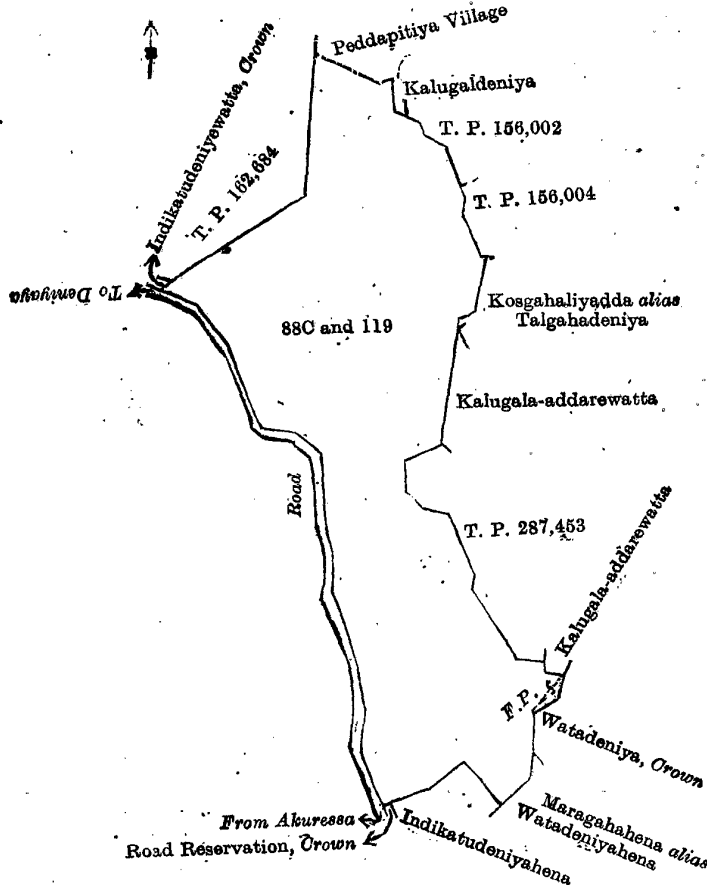 Peddapitiya Village
Indikatudeniyewatta, Crown
Kalugaldeniya
T. P. 156,002
T. P. 162,684
T. P. 156,004
To Deniyaya
Kosgahaliyadda alias
Talgahadeniya
88C and 119
Kalugala-addarewatta
Road
T. P. 287,453
Kalugala-addarewatta
F.P.
Watadeniya, Crown
Maragahahena alias
Watadeniyahena
From Akuressa
Indikatudeniyahena
Road Reservation, Crown